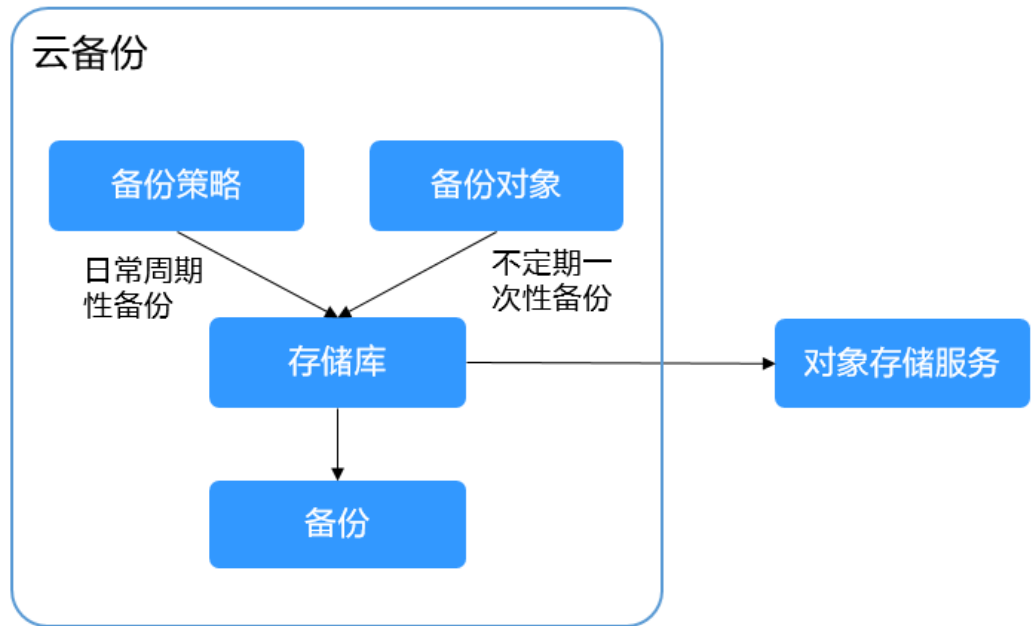 云备份
备份策略
备份对象
日常周期
性备份
不定期一
次性备份
存储库
对象存储服务
备份